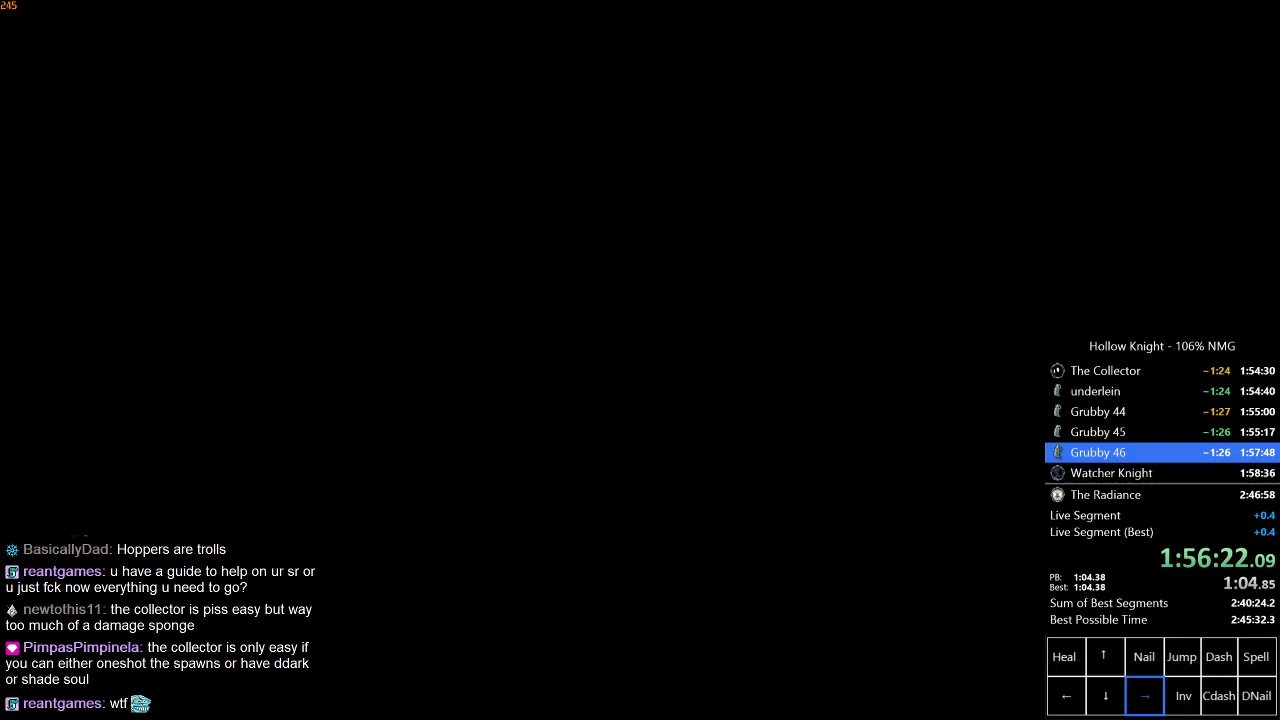 245
Hollow Knight - 106% NMG
The Collector −1:24 1:54:30
underlein −1:24 1:54:40
Grubby 44 −1:27 1:55:00
Grubby 45 −1:26 1:55:17
Grubby 46 −1:26 1:57:48
Watcher Knight 1:58:36
The Radiance 2:46:58
Live Segment +0.4
Live Segment (Best) +0.4
1:56:22.09
PB: 1:04.38
Best: 1:04.38
1:04.85
Sum of Best Segments 2:40:24.2
Best Possible Time 2:45:32.3
Heal ↑ Nail Jump Dash Spell
← ↓ → Inv Cdash DNail
BasicallyDad: Hoppers are trolls
reantgames: u have a guide to help on ur sr or
u just fck now everything u need to go?
newtothis11: the collector is piss easy but way
too much of a damage sponge
PimpasPimpinela: the collector is only easy if
you can either oneshot the spawns or have ddark
or shade soul
reantgames: wtf